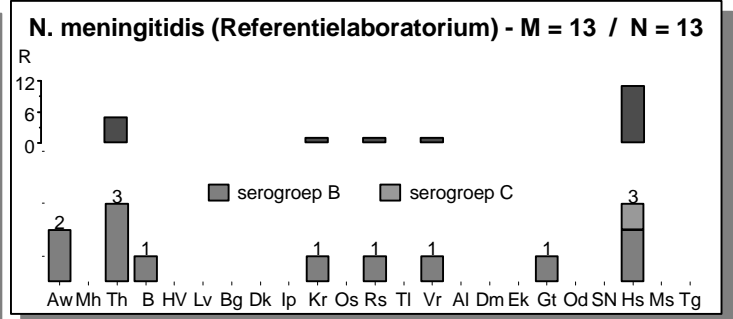 N. meningitidis (Referentielaboratorium) - M = 13 / N = 13
R
12
6
0
serogroep B serogroep C
2 3 1 1 1 1 1 3
Aw Mh Th B HV Lv Bg Dk Ip Kr Os Rs Tl Vr Al Dm Ek Gt Od SN Hs Ms Tg